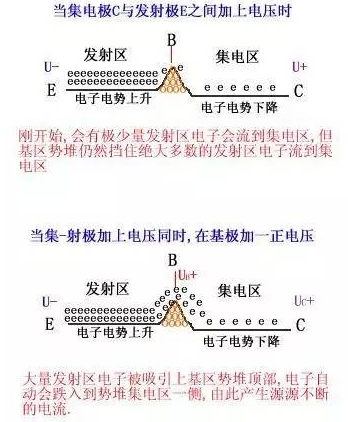 当集电极C与发射极E之间加上电压时
B
发射区
集电区
U-
e e
U+
eeeeeeeeeeeeeee
eeeeeeeeeeeeeee
e e e e e e
E
C
电子电势上升
电子电势下降
刚开始,会有极少量发射区电子会流到集电区,但
基区势堆仍然挡住绝大多数的发射区电子流到集
电区
当集-射极加上电压同时,在基极加一正电压
B
发射区
UB+
集电区
U-
UC+
eeeeeeeeeeeeeee
eeeeeeeeeeeeeee
e e e e e e
E
C
电子电势上升
电子电势下降
大量发射区电子被吸引上基区势堆顶部,电子自
动会跌入到势堆集电区一侧,由此产生源源不断
的电流.